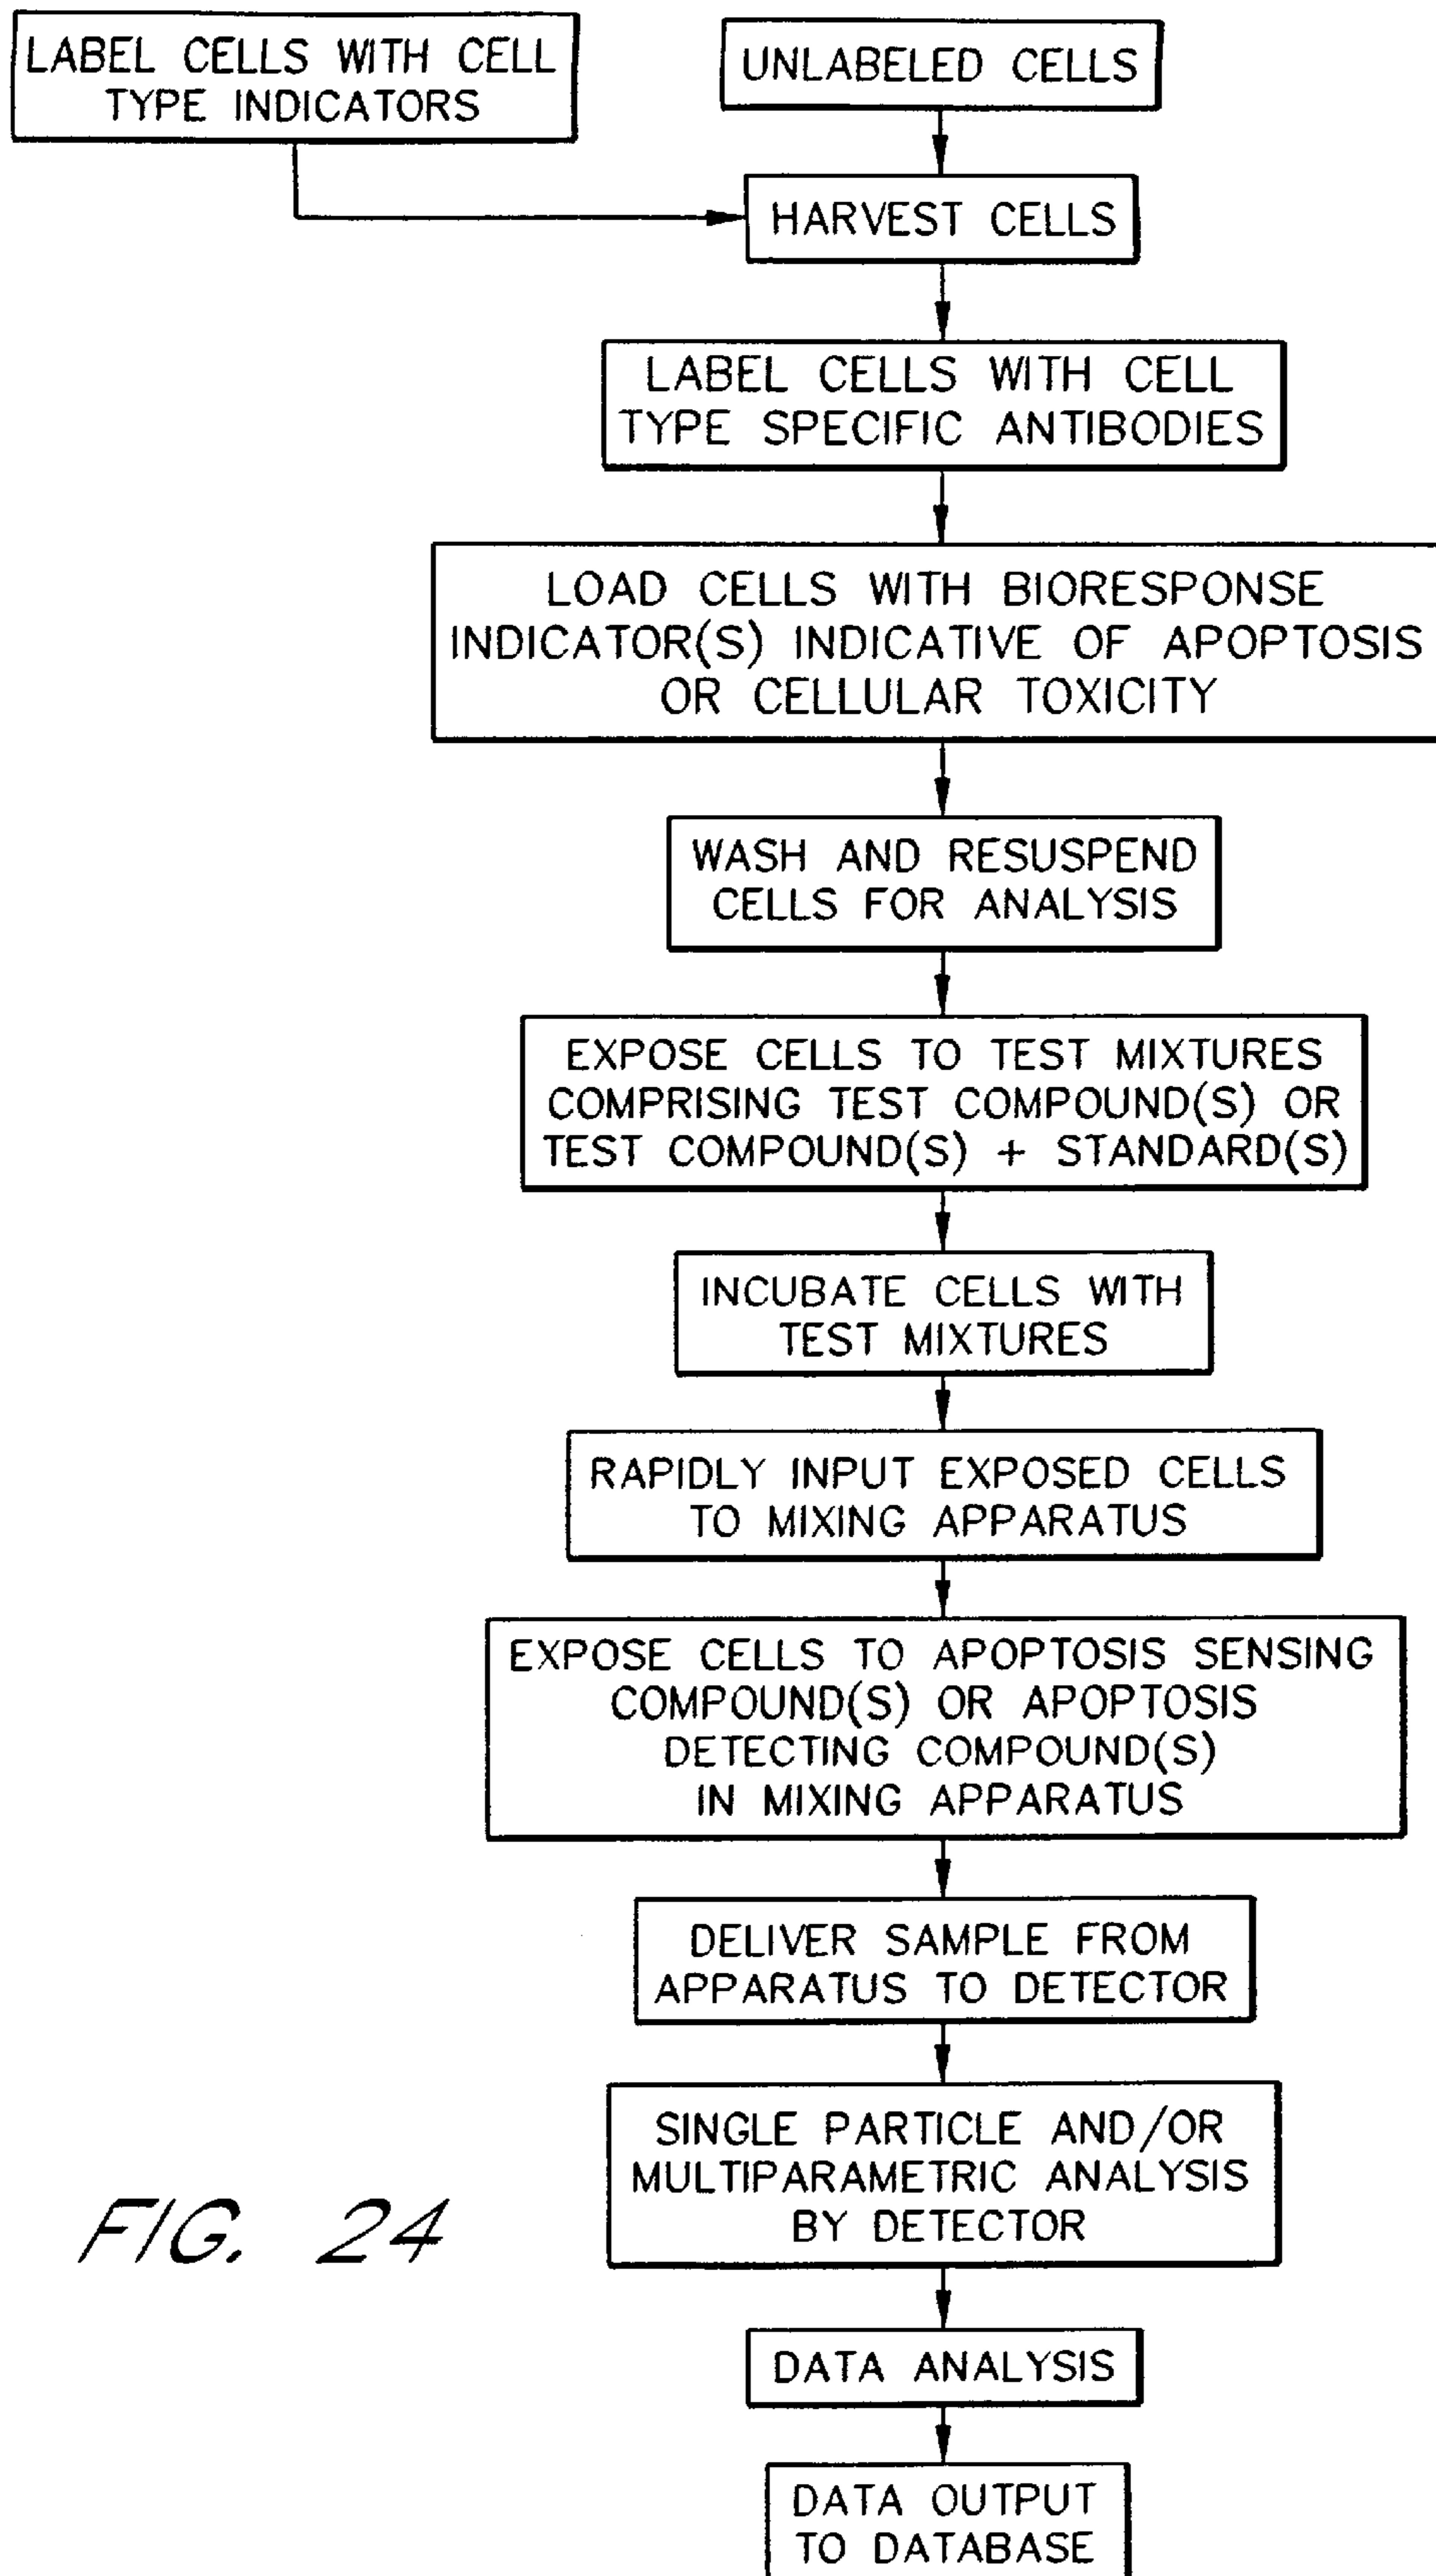 LABEL CELLS WITH CELL
TYPE INDICATORS
UNLABELED CELLS
HARVEST CELLS
LABEL CELLS WITH CELL
TYPE SPECIFIC ANTIBODIES
LOAD CELLS WITH BIORESPONSE
INDICATOR(S) INDICATIVE OF APOPTOSIS
OR CELLULAR TOXICITY
WASH AND RESUSPEND
CELLS FOR ANALYSIS
EXPOSE CELLS TO TEST MIXTURES
COMPRISING TEST COMPOUND(S) OR
TEST COMPOUND(S) + STANDARD(S)
INCUBATE CELLS WITH
TEST MIXTURES
RAPIDLY INPUT EXPOSED CELLS
TO MIXING APPARATUS
EXPOSE CELLS TO APOPTOSIS SENSING
COMPOUND(S) OR APOPTOSIS
DETECTING COMPOUND(S)
IN MIXING APPARATUS
DELIVER SAMPLE FROM
APPARATUS TO DETECTOR
SINGLE PARTICLE AND/OR
MULTIPARAMETRIC ANALYSIS
BY DETECTOR
DATA ANALYSIS
DATA OUTPUT
TO DATABASE
FIG. 24